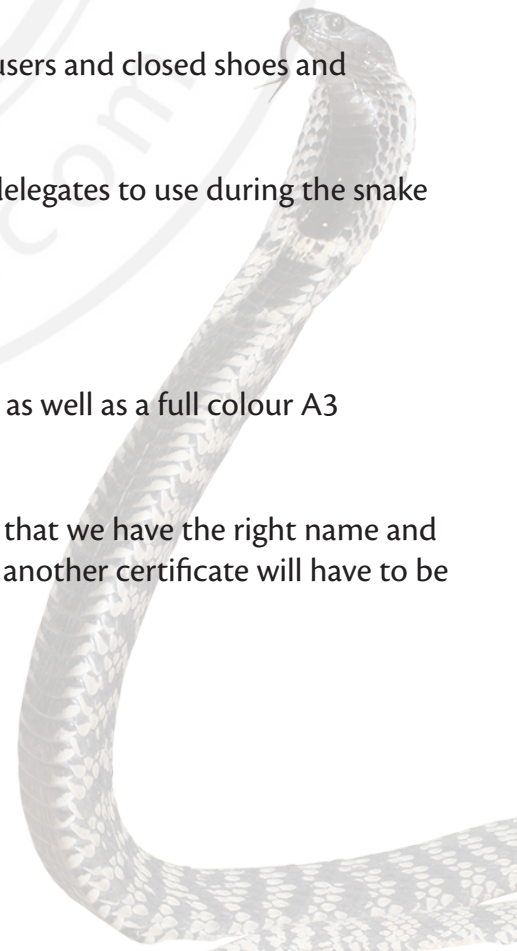 users and closed shoes and
delegates to use during the snake
as well as a full colour A3
that we have the right name and
another certificate will have to be
com